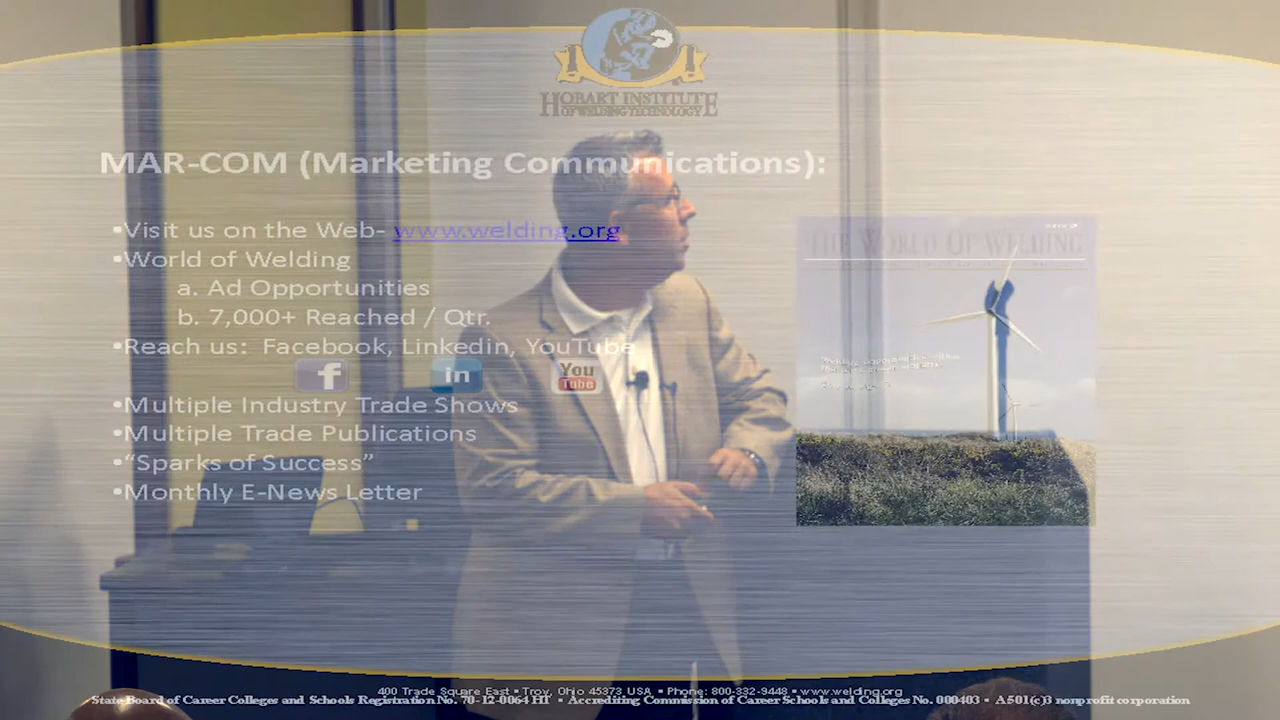 HOBART INSTITUTE
OF WELDING TECHNOLOGY
MAR-COM (Marketing Communications):
•Visit us on the Web- www.welding.org
•World of Welding
a. Ad Opportunities
b. 7,000+ Reached / Qtr.
•Reach us: Facebook, Linkedin, YouTube
f
in
You
Tube
•Multiple Industry Trade Shows
•Multiple Trade Publications
•“Sparks of Success”
•Monthly E-News Letter
THE WORLD OF WELDING
400 Trade Square East • Troy, Ohio 45373 USA • Phone: 800-332-9448 • www.welding.org
State Board of Career Colleges and Schools Registration No. 70-12-0064 HT • Accrediting Commission of Career Schools and Colleges No. 000403 • A 501(c)3 nonprofit corporation